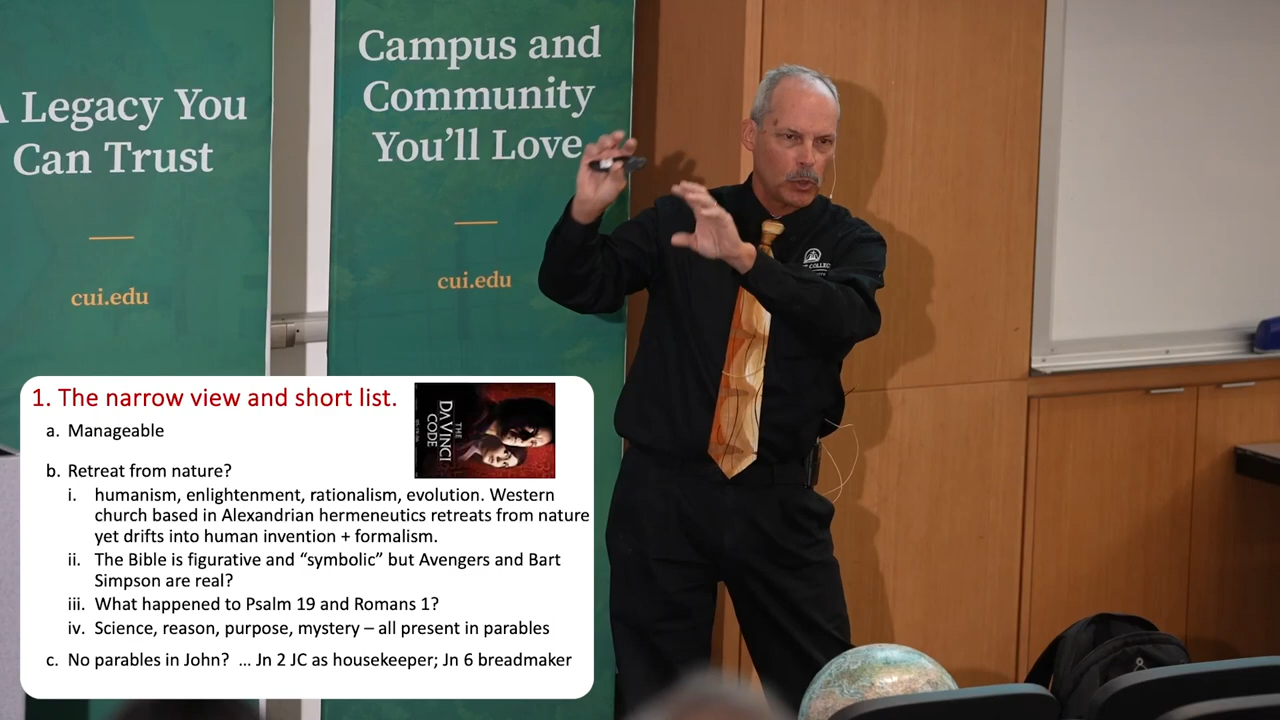 A Legacy You
Can Trust
cui.edu
Campus and
Community
You'll Love
cui.edu
1. The narrow view and short list.
THE
DA VINCI
CODE
a. Manageable
b. Retreat from nature?
i. humanism, enlightenment, rationalism, evolution. Western
church based in Alexandrian hermeneutics retreats from nature
yet drifts into human invention + formalism.
ii. The Bible is figurative and “symbolic” but Avengers and Bart
Simpson are real?
iii. What happened to Psalm 19 and Romans 1?
iv. Science, reason, purpose, mystery – all present in parables
c. No parables in John? ... Jn 2 JC as housekeeper; Jn 6 breadmaker